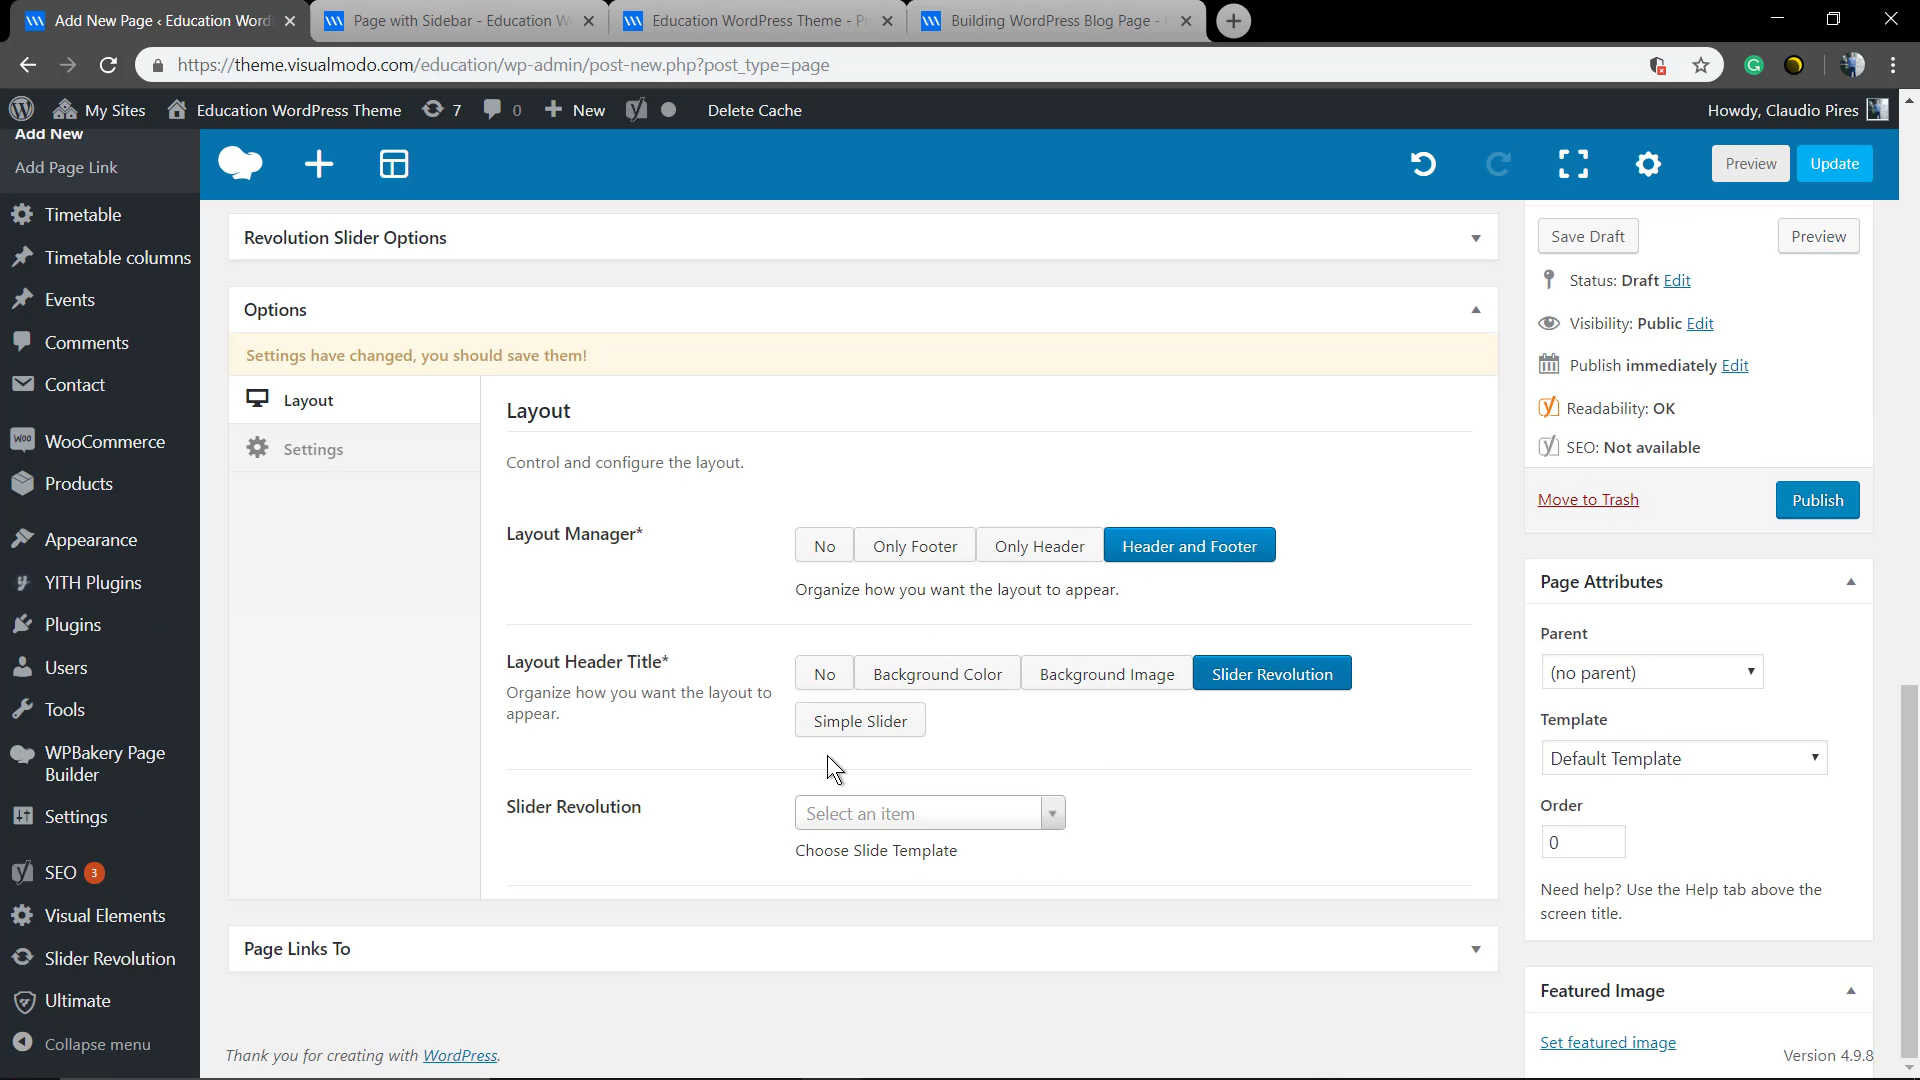 Add New Page ‹ Education Word
Page with Sidebar - Education W
Education WordPress Theme - Pr
Building WordPress Blog Page -
https://theme.visualmodo.com/education/wp-admin/post-new.php?post_type=page
My Sites
Education WordPress Theme
7
0
New
Delete Cache
Howdy, Claudio Pires
Add New
Add Page Link
Timetable
Timetable columns
Events
Comments
Contact
WooCommerce
Products
Appearance
YITH Plugins
Plugins
Users
Tools
WPBakery Page
Builder
Settings
SEO 3
Visual Elements
Slider Revolution
Ultimate
Collapse menu
Preview
Update
Revolution Slider Options
Options
Settings have changed, you should save them!
Layout
Settings
Layout
Control and configure the layout.
Layout Manager*
No
Only Footer
Only Header
Header and Footer
Organize how you want the layout to appear.
Layout Header Title*
Organize how you want the layout to
appear.
No
Background Color
Background Image
Slider Revolution
Simple Slider
Slider Revolution
Select an item
Choose Slide Template
Page Links To
Thank you for creating with WordPress.
Save Draft
Preview
Status: Draft Edit
Visibility: Public Edit
Publish immediately Edit
Readability: OK
SEO: Not available
Move to Trash
Publish
Page Attributes
Parent
(no parent)
Template
Default Template
Order
0
Need help? Use the Help tab above the
screen title.
Featured Image
Set featured image
Version 4.9.8